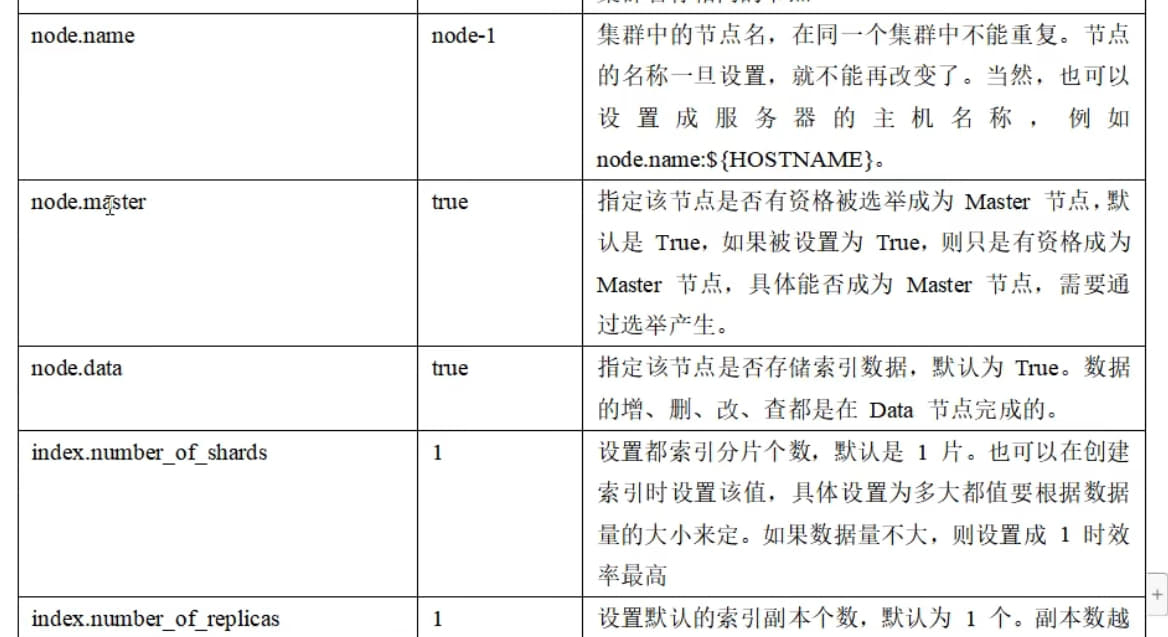 node.name
node-1
集群中的节点名，在同一个集群中不能重复。节点
的名称一旦设置，就不能再改变了。当然，也可以
设置成服务器的主机名称，例如
node.name:${HOSTNAME}。
node.master
true
指定该节点是否有资格被选举成为 Master 节点，默
认是 True，如果被设置为 True，则只是有资格成为
Master 节点，具体能否成为 Master 节点，需要通
过选举产生。
node.data
true
指定该节点是否存储索引数据，默认为 True。数据
的增、删、改、查都是在 Data 节点完成的。
index.number_of_shards
1
设置都索引分片个数，默认是 1 片。也可以在创建
索引时设置该值，具体设置为多大都值要根据数据
量的大小来定。如果数据量不大，则设置成 1 时效
率最高
index.number_of_replicas
1
设置默认的索引副本个数，默认为 1 个。副本数越